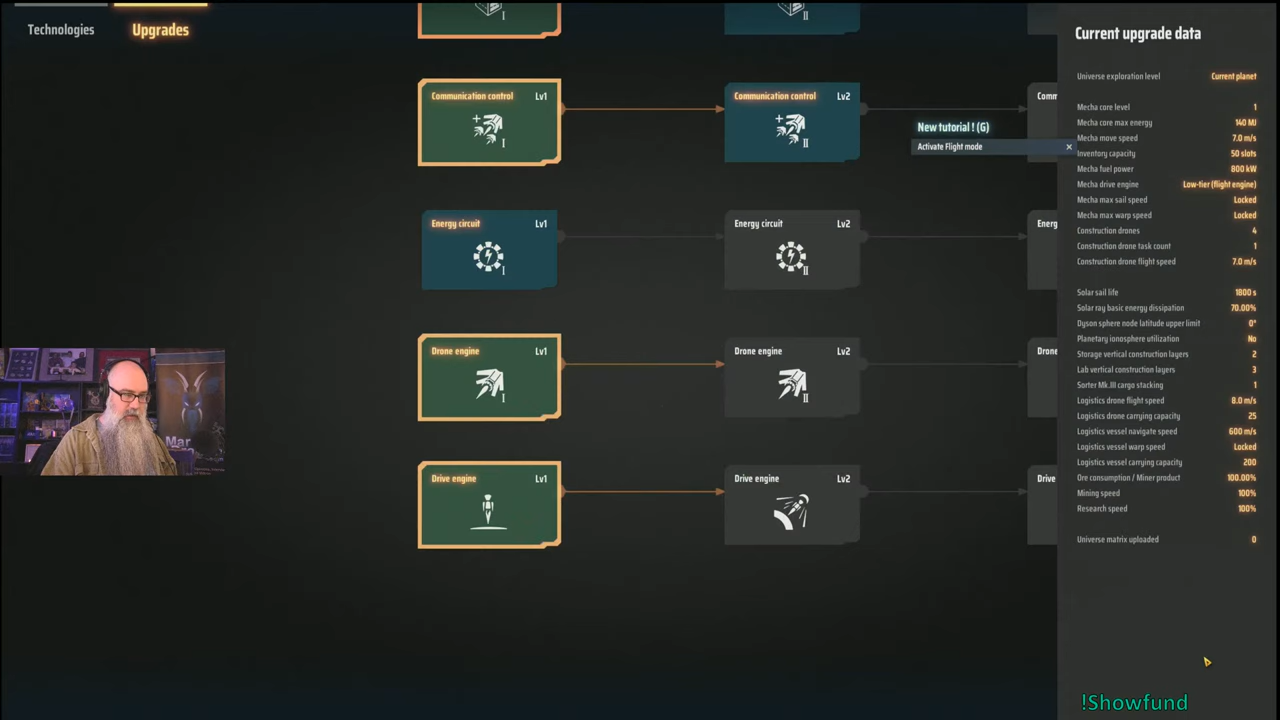 Technologies
Upgrades
I
II
Communication control Lv1
I
Communication control Lv2
II
Comm
New tutorial ! (G)
Activate Flight mode
Energy circuit Lv1
I
Energy circuit Lv2
II
Energ
Drone engine Lv1
I
Drone engine Lv2
II
Drone
Drive engine Lv1
Drive engine Lv2
Drive
Current upgrade data
Universe exploration level Current planet
Mecha core level 1
Mecha core max energy 140 MJ
Mecha move speed 7.0 m/s
Inventory capacity 50 slots
Mecha fuel power 800 kW
Mecha drive engine Low-tier (flight engine)
Mecha max sail speed Locked
Mecha max warp speed Locked
Construction drones 4
Construction drone task count 1
Construction drone flight speed 7.0 m/s
Solar sail life 1800 s
Solar ray basic energy dissipation 70.00%
Dyson sphere node latitude upper limit 0°
Planetary ionosphere utilization No
Storage vertical construction layers 2
Lab vertical construction layers 3
Sorter Mk.III cargo stacking 1
Logistics drone flight speed 8.0 m/s
Logistics drone carrying capacity 25
Logistics vessel navigate speed 600 m/s
Logistics vessel warp speed Locked
Logistics vessel carrying capacity 200
Ore consumption / Miner product 100.00%
Mining speed 100%
Research speed 100%
Universe matrix uploaded 0
Mar
!Showfund